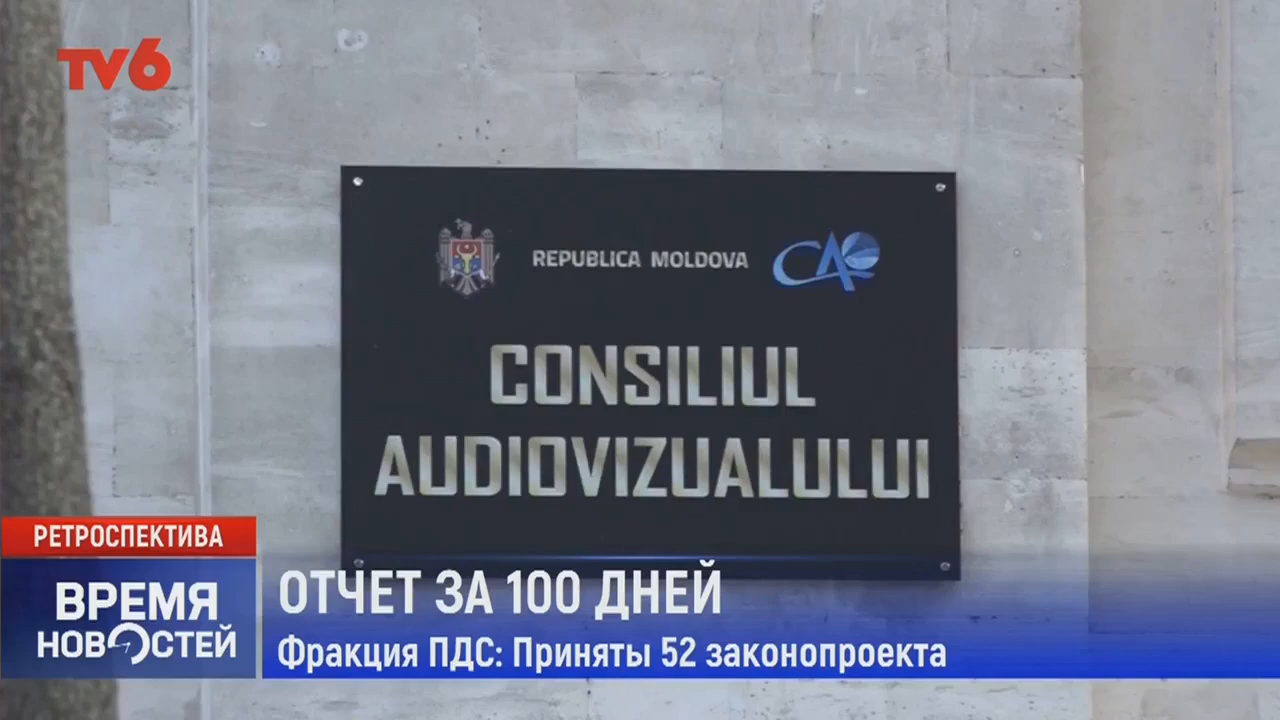 TV6
REPUBLICA MOLDOVA
CA
CONSILIUL
AUDIOVIZUALULUI
РЕТРОСПЕКТИВА
ВРЕМЯ
НОВОСТЕЙ
ОТЧЕТ ЗА 100 ДНЕЙ
Фракция ПДС: Приняты 52 законопроекта